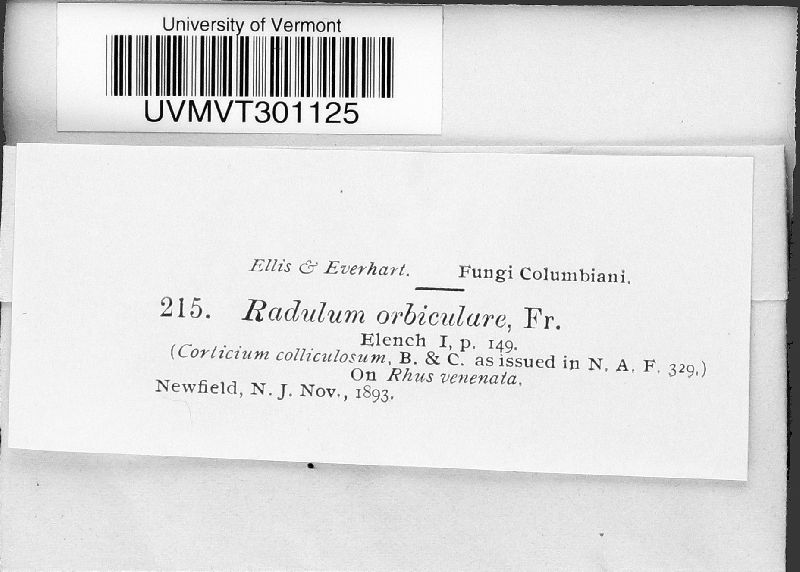 University of Vermont
UVMVT301125
Ellis & Everhart. Fungi Columbiani.
215. Radulum orbiculare, Fr.
Elench I, p. 149.
(Corticium colliculosum, B. & C. as issued in N. A. F. 329.)
On Rhus venenata.
Newfield, N. J. Nov., 1893.